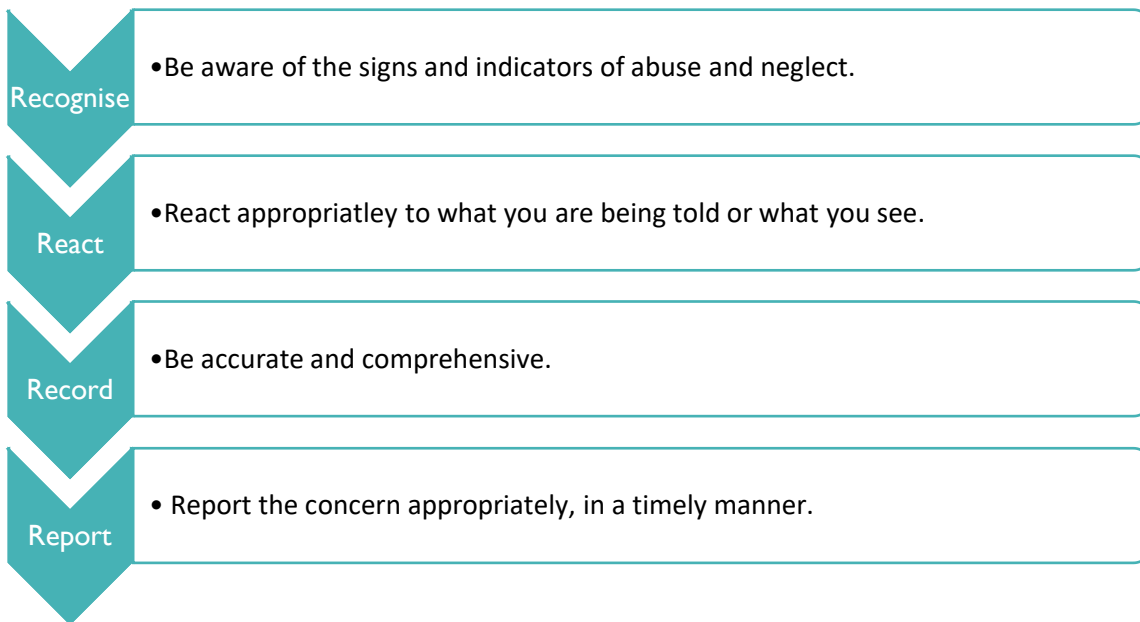 •Be aware of the signs and indicators of abuse and neglect.
Recognise
•React appropriatley to what you are being told or what you see.
React
•Be accurate and comprehensive.
Record
• Report the concern appropriately, in a timely manner.
Report